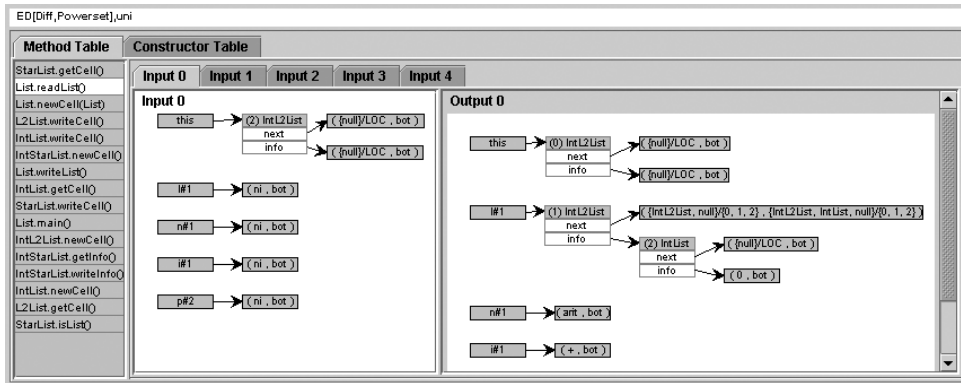 ED[Diff,Powerset],uni
Method Table
Constructor Table
StarList.getCell()
List.readList()
List.newCell(List)
L2List.writeCell()
IntList.writeCell()
IntStarList.newCell()
List.writeList()
IntList.getCell()
StarList.writeCell()
List.main()
IntL2List.newCell()
IntStarList.getInfo()
IntStarList.writeInfo()
IntList.newCell()
L2List.getCell()
StarList.isList()
Input 0
Input 1
Input 2
Input 3
Input 4
Input 0
this
(2) IntL2List
next
info
( {null}/LOC , bot )
( {null}/LOC , bot )
l#1
( ni , bot )
n#1
( ni , bot )
i#1
( ni , bot )
p#2
( ni , bot )
Output 0
this
(0) IntL2List
next
info
( {null}/LOC , bot )
( {null}/LOC , bot )
l#1
(1) IntL2List
next
info
( {IntL2List, null}/{0, 1, 2} , {IntL2List, IntList, null}/{0, 1, 2} )
(2) IntList
next
info
( {null}/LOC , bot )
( 0 , bot )
n#1
( arit , bot )
i#1
( + , bot )